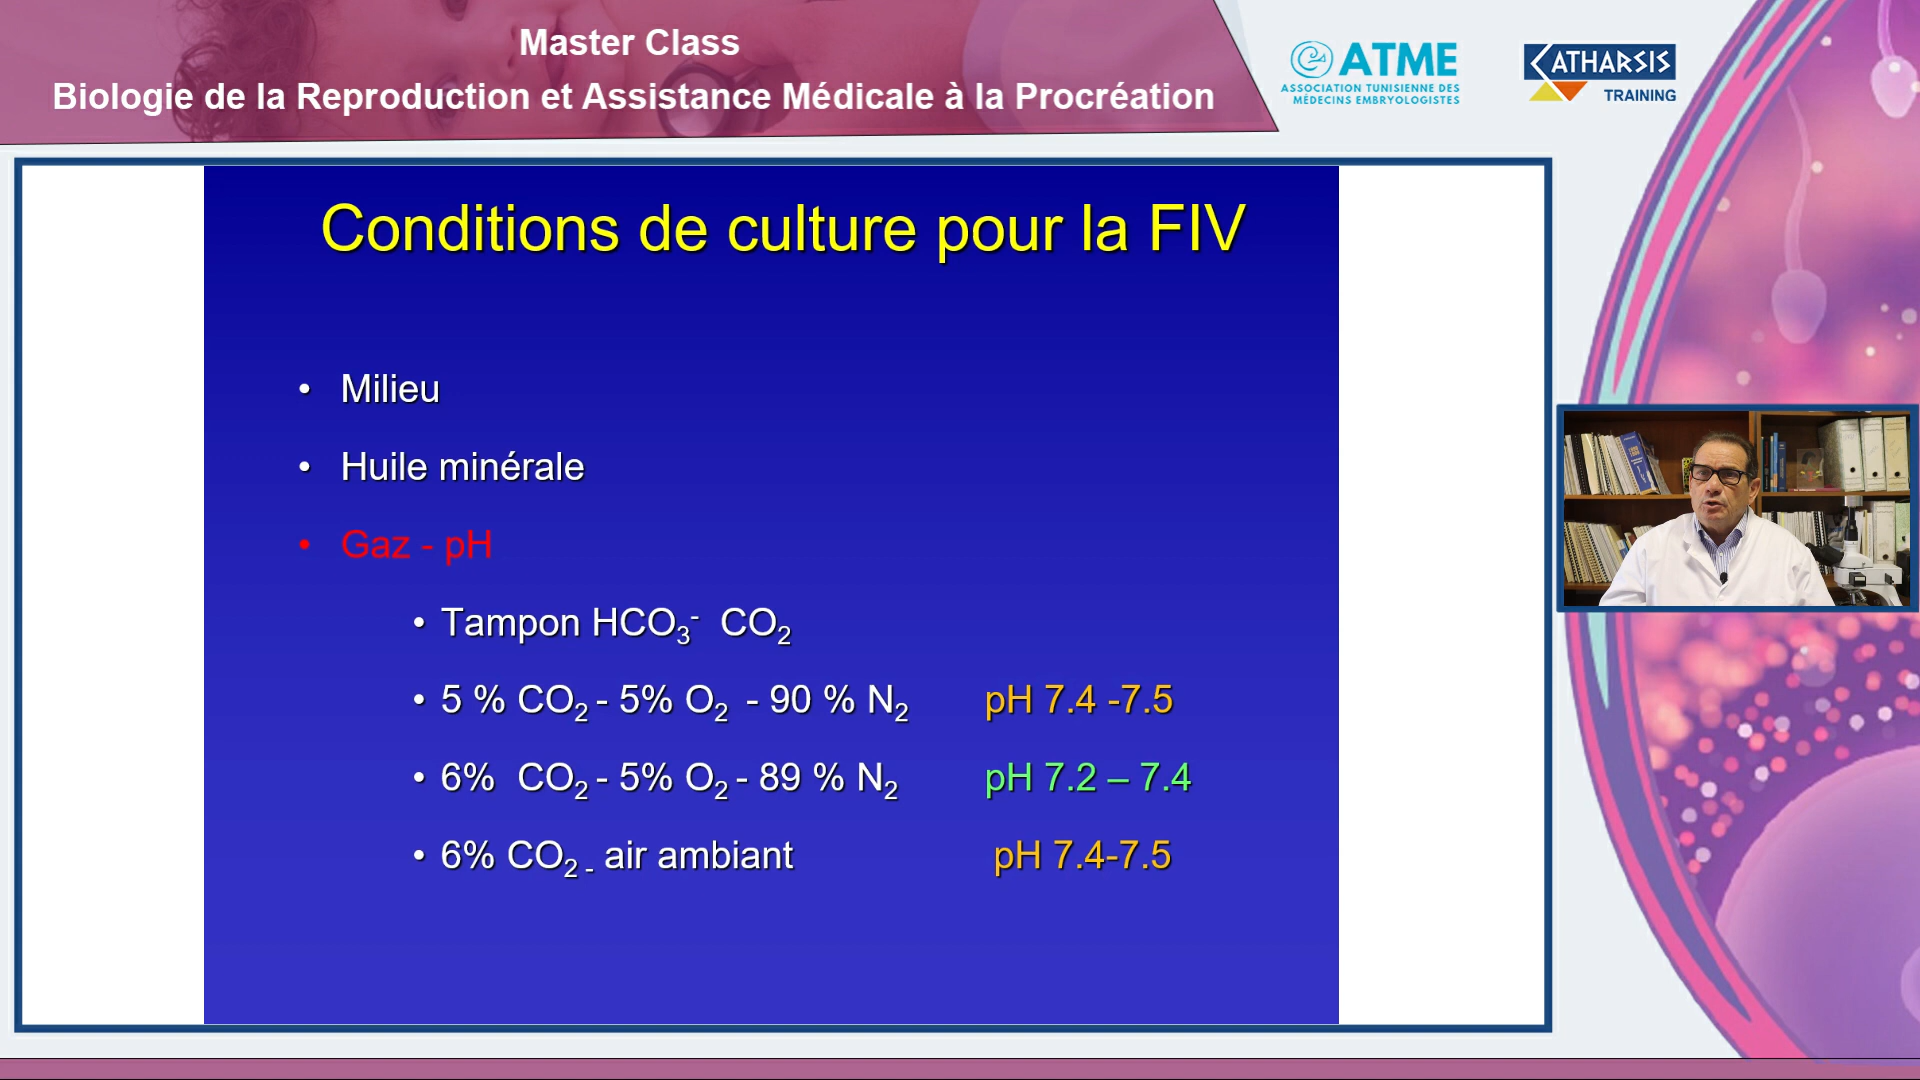 Master Class
Biologie de la Reproduction et Assistance Médicale à la Procréation
ATME
ASSOCIATION TUNISIENNE DES
MÉDECINS EMBRYOLOGISTES
KATHARSIS
TRAINING
Conditions de culture pour la FIV
• Milieu
• Huile minérale
• Gaz - pH
• Tampon HCO₃⁻ CO₂
• 5 % CO₂ - 5% O₂ - 90 % N₂ pH 7.4 -7.5
• 6% CO₂ - 5% O₂ - 89 % N₂ pH 7.2 – 7.4
• 6% CO₂ - air ambiant pH 7.4-7.5